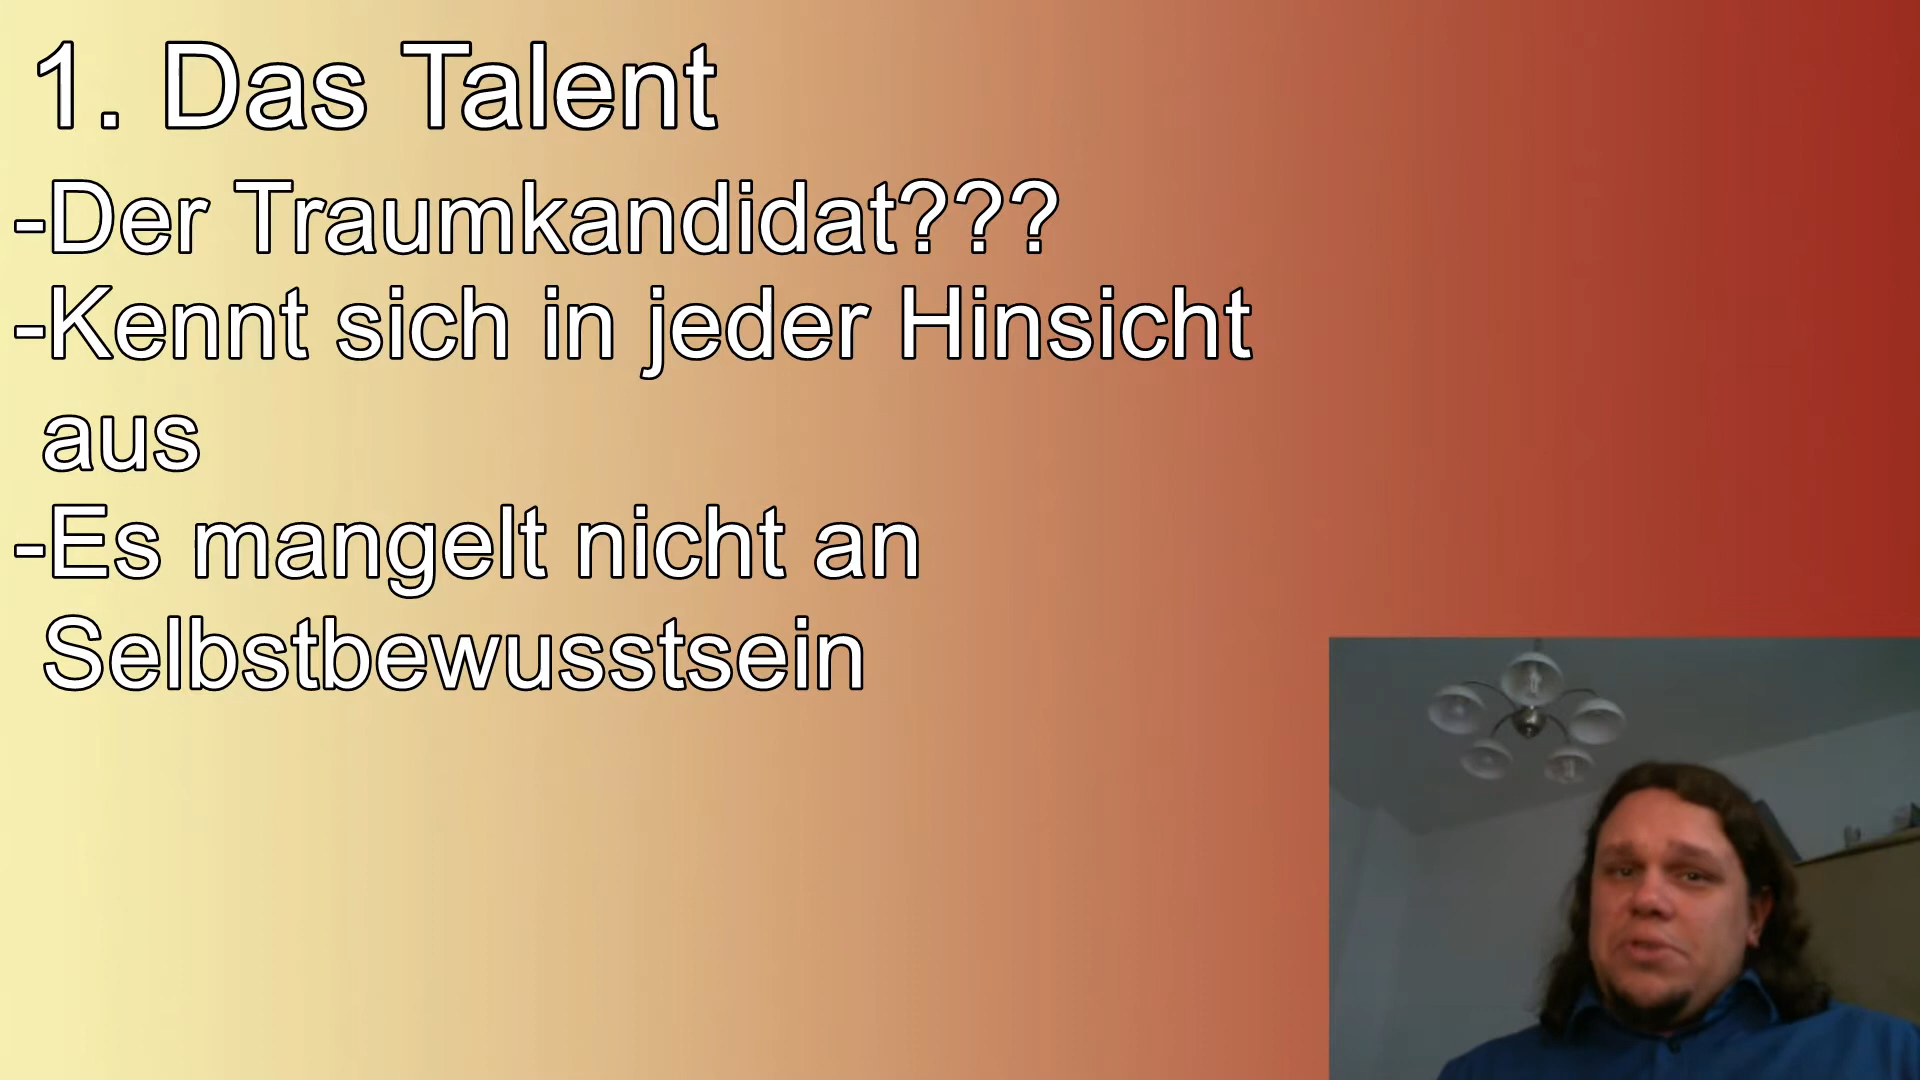 1. Das Talent
-Der Traumkandidat???
-Kennt sich in jeder Hinsicht
aus
-Es mangelt nicht an
Selbstbewusstsein